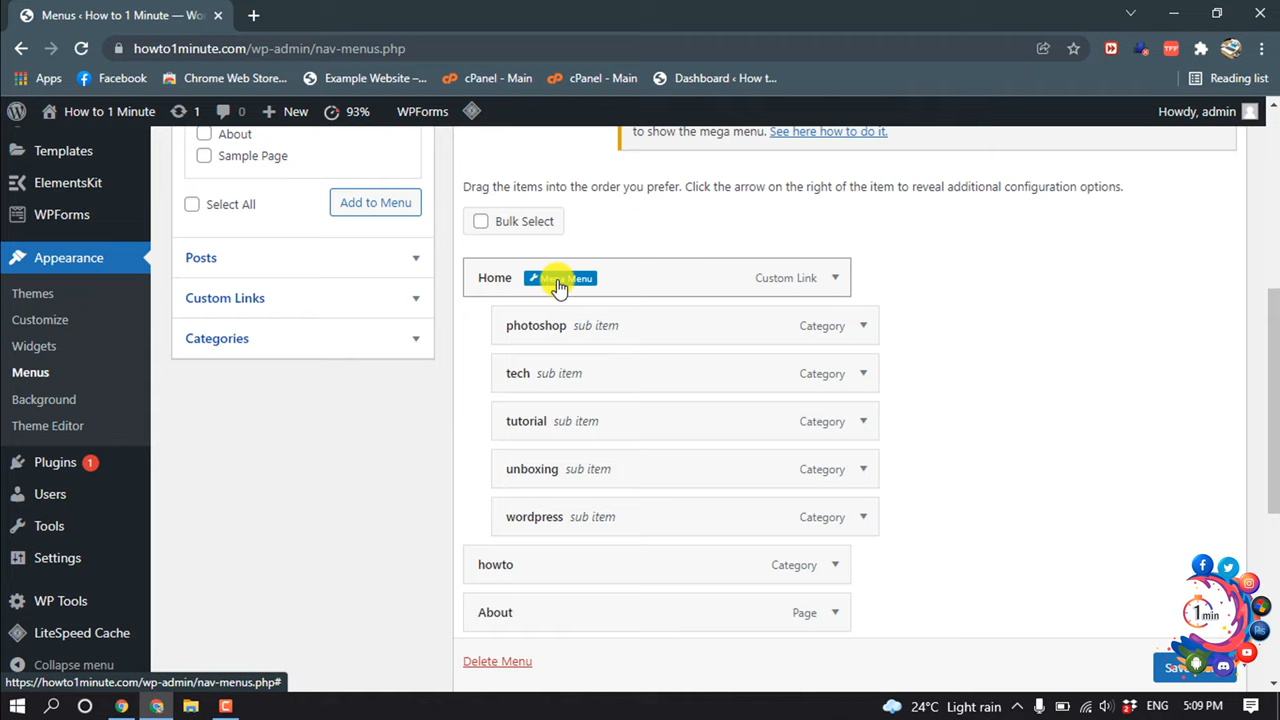 Menus ‹ How to 1 Minute — Wo
howto1minute.com/wp-admin/nav-menus.php
Apps
Facebook
Chrome Web Store...
Example Website –...
cPanel - Main
cPanel - Main
Dashboard ‹ How t...
Reading list
How to 1 Minute
1
0
New
93%
WPForms
Howdy, admin
Templates
ElementsKit
WPForms
Appearance
Themes
Customize
Widgets
Menus
Background
Theme Editor
Plugins 1
Users
Tools
Settings
WP Tools
LiteSpeed Cache
Collapse menu
About
Sample Page
Select All
Add to Menu
Posts
Custom Links
Categories
to show the mega menu. See here how to do it.
Drag the items into the order you prefer. Click the arrow on the right of the item to reveal additional configuration options.
Bulk Select
Home Mega Menu Custom Link
photoshop sub item Category
tech sub item Category
tutorial sub item Category
unboxing sub item Category
wordpress sub item Category
howto Category
About Page
Delete Menu
1 min
https://howto1minute.com/wp-admin/nav-menus.php#
24°C Light rain
ENG
5:09 PM